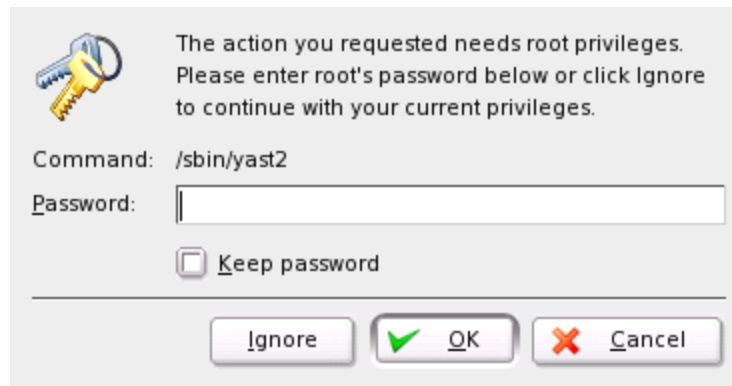 The action you requested needs root privileges.
Please enter root's password below or click Ignore
to continue with your current privileges.
Command: /sbin/yast2
Password:
Keep password
Ignore OK Cancel